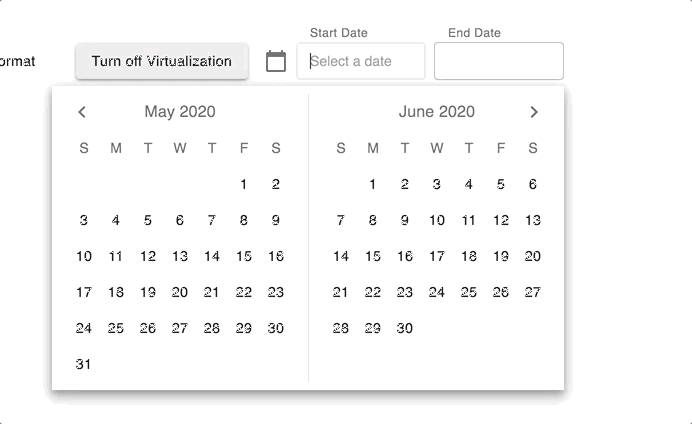 Start Date End Date
ormat Turn off Virtualization Select a date
May 2020 June 2020
S M T W T F S S M T W T F S
1 2 1 2 3 4 5 6
3 4 5 6 7 8 9 7 8 9 10 11 12 13
10 11 12 13 14 15 16 14 15 16 17 18 19 20
17 18 19 20 21 22 23 21 22 23 24 25 26 27
24 25 26 27 28 29 30 28 29 30
31